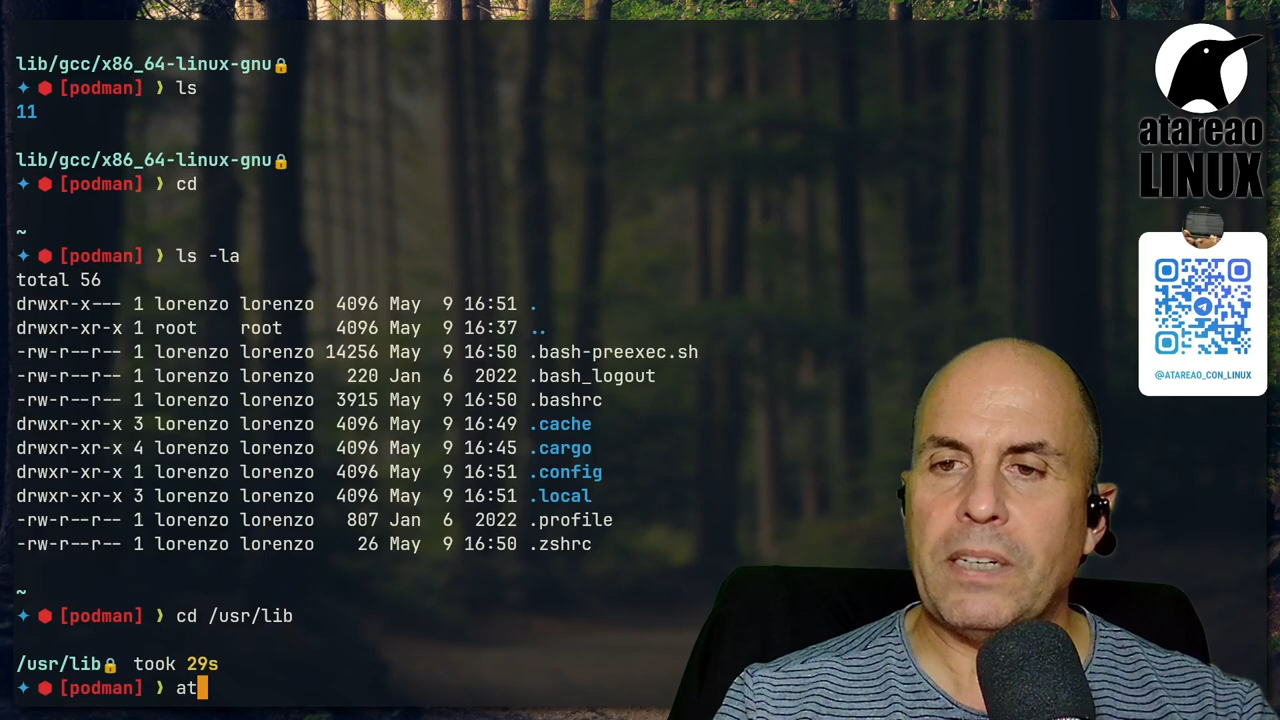 lib/gcc/x86_64-linux-gnu🔒
✦ ⬢ [podman] ❯ ls
11
lib/gcc/x86_64-linux-gnu🔒
✦ ⬢ [podman] ❯ cd
~
✦ ⬢ [podman] ❯ ls -la
total 56
drwxr-x--- 1 lorenzo lorenzo  4096 May  9 16:51 .
drwxr-xr-x 1 root    root     4096 May  9 16:37 ..
-rw-r--r-- 1 lorenzo lorenzo 14256 May  9 16:50 .bash-preexec.sh
-rw-r--r-- 1 lorenzo lorenzo   220 Jan  6  2022 .bash_logout
-rw-r--r-- 1 lorenzo lorenzo  3915 May  9 16:50 .bashrc
drwxr-xr-x 3 lorenzo lorenzo  4096 May  9 16:49 .cache
drwxr-xr-x 4 lorenzo lorenzo  4096 May  9 16:45 .cargo
drwxr-xr-x 1 lorenzo lorenzo  4096 May  9 16:51 .config
drwxr-xr-x 3 lorenzo lorenzo  4096 May  9 16:51 .local
-rw-r--r-- 1 lorenzo lorenzo   807 Jan  6  2022 .profile
-rw-r--r-- 1 lorenzo lorenzo    26 May  9 16:50 .zshrc
~
✦ ⬢ [podman] ❯ cd /usr/lib
/usr/lib🔒 took 29s
✦ ⬢ [podman] ❯ at
atareao
LINUX
@ATAREAO_CON_LINUX